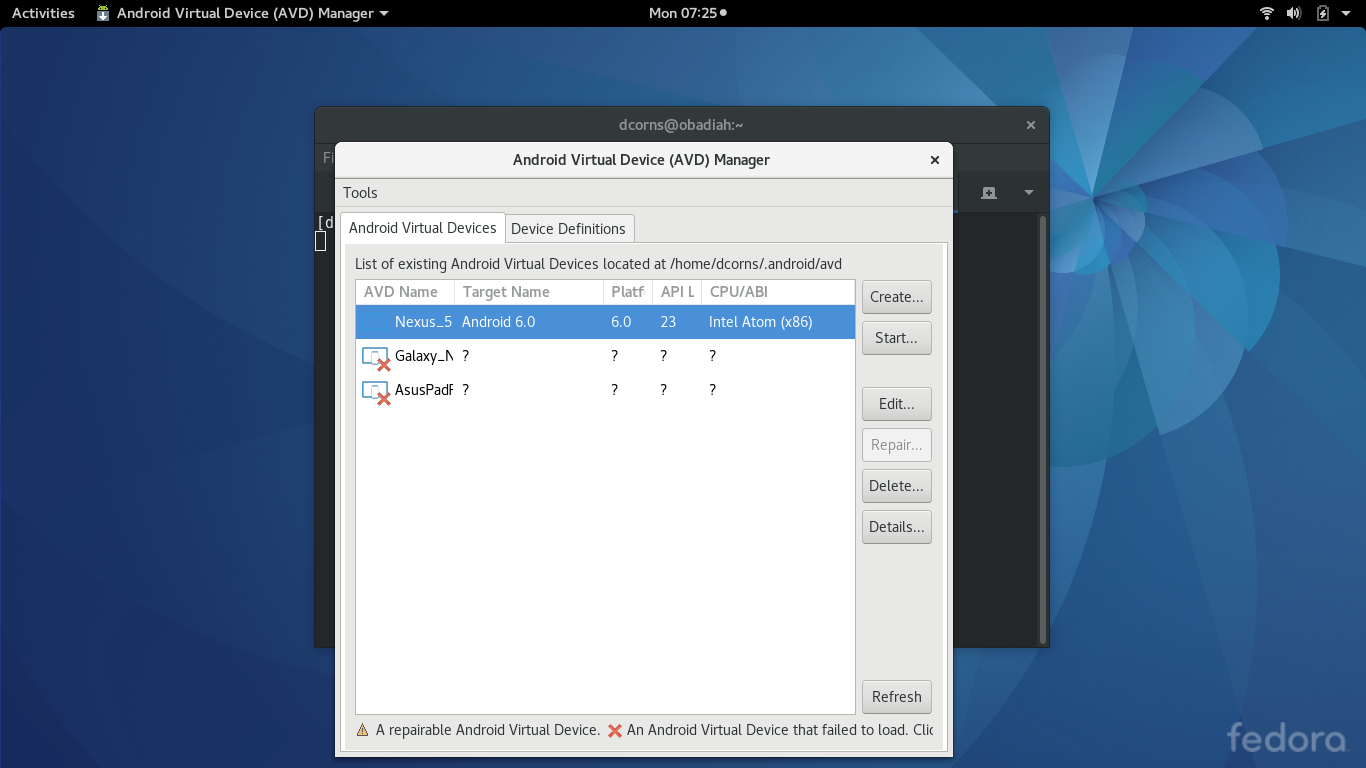 Activities Android Virtual Device (AVD) Manager Mon 07:25
dcorns@obadiah:~
Fi
Android Virtual Device (AVD) Manager
Tools
[d
Android Virtual Devices Device Definitions
List of existing Android Virtual Devices located at /home/dcorns/.android/avd
AVD Name Target Name Platf API L CPU/ABI
Create...
Nexus_5 Android 6.0 6.0 23 Intel Atom (x86)
Start...
Galaxy_N ? ? ? ?
AsusPadF ? ? ? ?
Edit...
Repair...
Delete...
Details...
Refresh
A repairable Android Virtual Device. An Android Virtual Device that failed to load. Clic
fedora